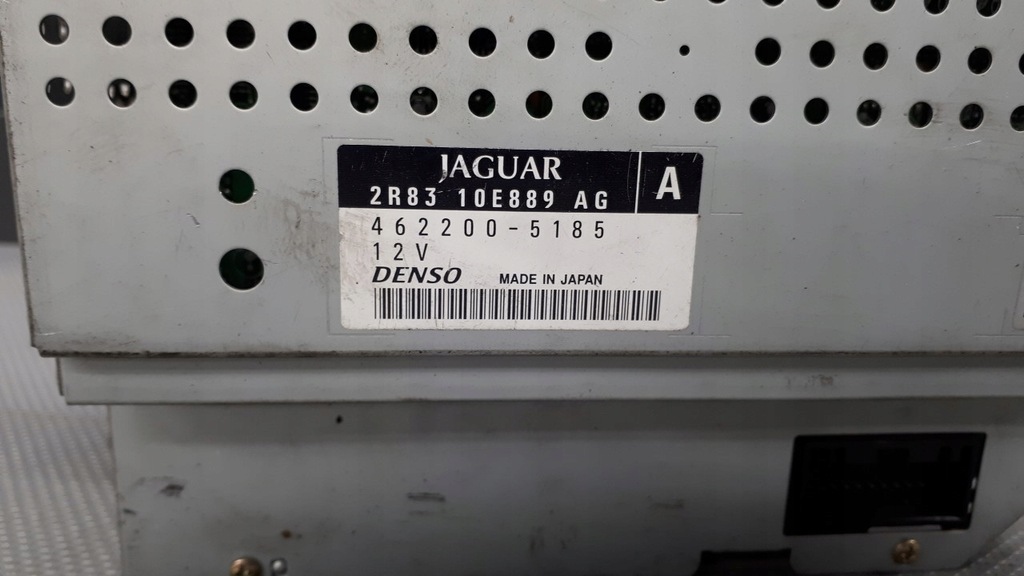 JAGUAR
2R83 10E889 AG
A
462200-5185
12V
DENSO MADE IN JAPAN